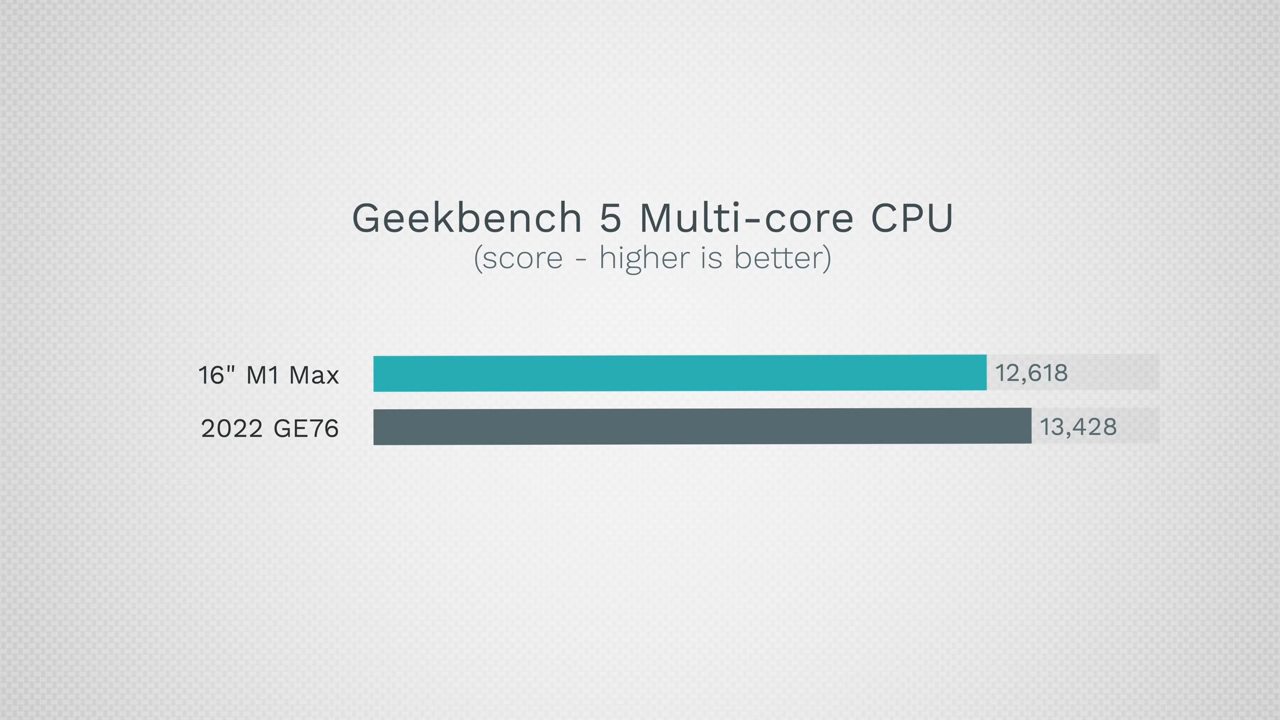 Geekbench 5 Multi-core CPU
(score - higher is better)
16" M1 Max 12,618
2022 GE76 13,428